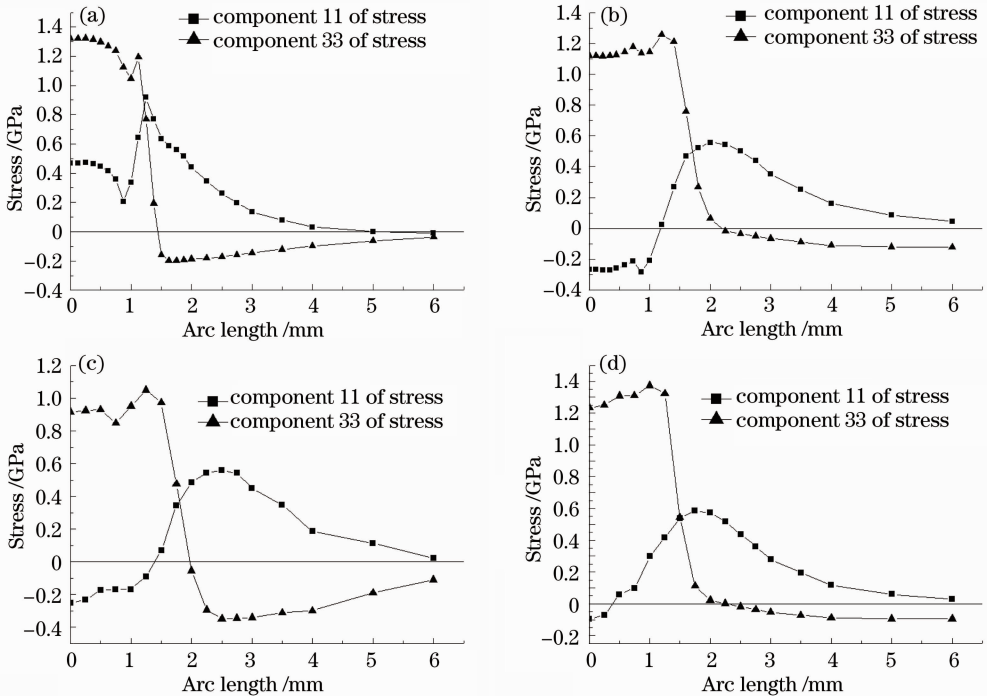 (a)
component 11 of stress
component 33 of stress
1.4
1.2
1.0
0.8
0.6
0.4
0.2
0
−0.2
−0.4
Stress /GPa
0 1 2 3 4 5 6
Arc length /mm
(b)
component 11 of stress
component 33 of stress
1.4
1.2
1.0
0.8
0.6
0.4
0.2
0
−0.2
−0.4
Stress /GPa
0 1 2 3 4 5 6
Arc length /mm
(c)
component 11 of stress
component 33 of stress
1.2
1.0
0.8
0.6
0.4
0.2
0
−0.2
−0.4
Stress /GPa
0 1 2 3 4 5 6
Arc length /mm
(d)
component 11 of stress
component 33 of stress
1.4
1.2
1.0
0.8
0.6
0.4
0.2
0
−0.2
Stress /GPa
0 1 2 3 4 5 6
Arc length /mm